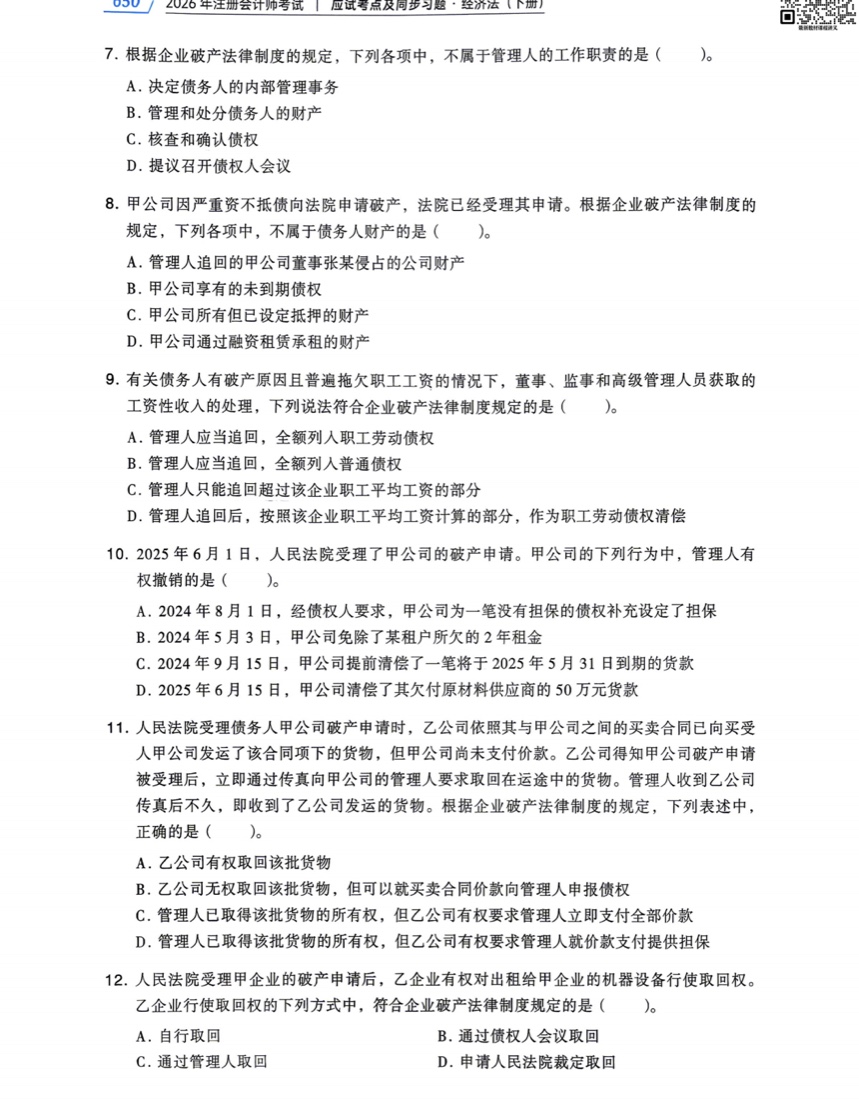 650 2026年注册会计师考试 | 应试考点及同步习题·经济法（下册）
7. 根据企业破产法律制度的规定，下列各项中，不属于管理人的工作职责的是（　　）。
A. 决定债务人的内部管理事务
B. 管理和处分债务人的财产
C. 核查和确认债权
D. 提议召开债权人会议
8. 甲公司因严重资不抵债向法院申请破产，法院已经受理其申请。根据企业破产法律制度的
规定，下列各项中，不属于债务人财产的是（　　）。
A. 管理人追回的甲公司董事张某侵占的公司财产
B. 甲公司享有的未到期债权
C. 甲公司所有但已设定抵押的财产
D. 甲公司通过融资租赁承租的财产
9. 有关债务人有破产原因且普遍拖欠职工工资的情况下，董事、监事和高级管理人员获取的
工资性收入的处理，下列说法符合企业破产法律制度规定的是（　　）。
A. 管理人应当追回，全额列入职工劳动债权
B. 管理人应当追回，全额列入普通债权
C. 管理人只能追回超过该企业职工平均工资的部分
D. 管理人追回后，按照该企业职工平均工资计算的部分，作为职工劳动债权清偿
10. 2025年6月1日，人民法院受理了甲公司的破产申请。甲公司的下列行为中，管理人有
权撤销的是（　　）。
A. 2024年8月1日，经债权人要求，甲公司为一笔没有担保的债权补充设定了担保
B. 2024年5月3日，甲公司免除了某租户所欠的2年租金
C. 2024年9月15日，甲公司提前清偿了一笔将于2025年5月31日到期的货款
D. 2025年6月15日，甲公司清偿了其欠付原材料供应商的50万元货款
11. 人民法院受理债务人甲公司破产申请时，乙公司依照其与甲公司之间的买卖合同已向买受
人甲公司发运了该合同项下的货物，但甲公司尚未支付价款。乙公司得知甲公司破产申请
被受理后，立即通过传真向甲公司的管理人要求取回在运途中的货物。管理人收到乙公司
传真后不久，即收到了乙公司发运的货物。根据企业破产法律制度的规定，下列表述中，
正确的是（　　）。
A. 乙公司有权取回该批货物
B. 乙公司无权取回该批货物，但可以就买卖合同价款向管理人申报债权
C. 管理人已取得该批货物的所有权，但乙公司有权要求管理人立即支付全部价款
D. 管理人已取得该批货物的所有权，但乙公司有权要求管理人就价款支付提供担保
12. 人民法院受理甲企业的破产申请后，乙企业有权对出租给甲企业的机器设备行使取回权。
乙企业行使取回权的下列方式中，符合企业破产法律制度规定的是（　　）。
A. 自行取回　　B. 通过债权人会议取回
C. 通过管理人取回　　D. 申请人民法院裁定取回